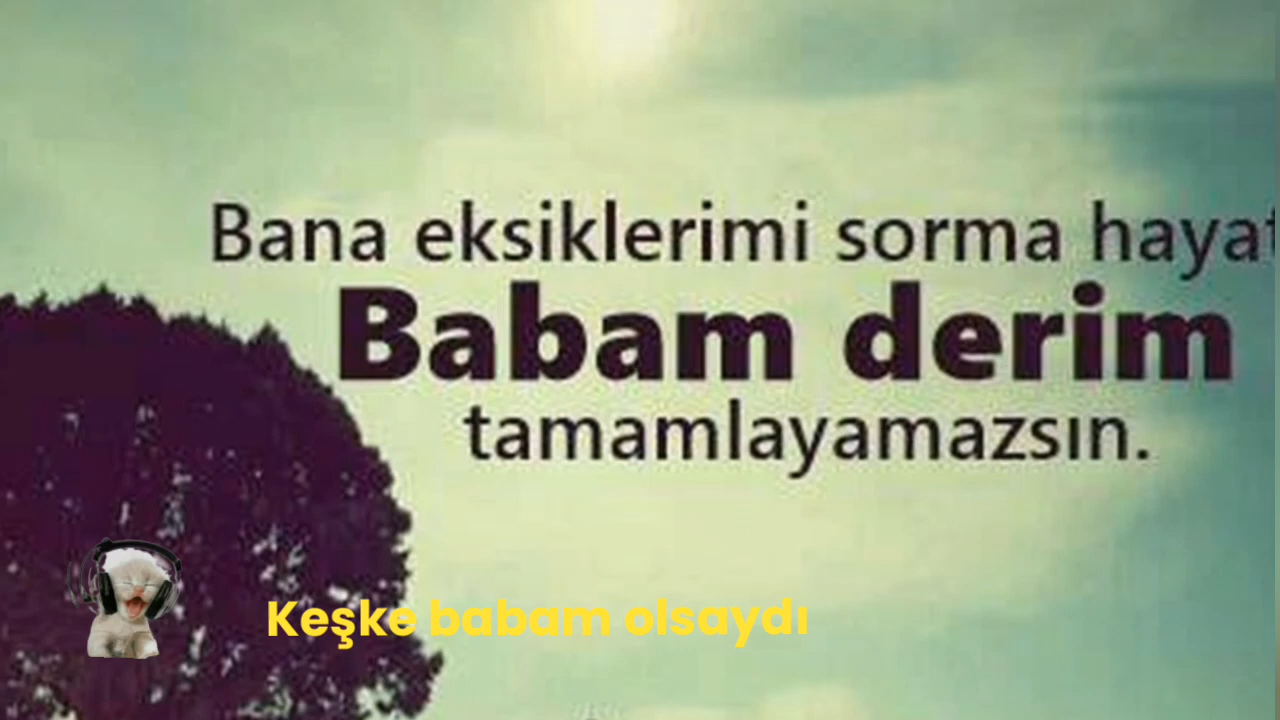 Bana eksiklerimi sorma hayat
Babam derim
tamamlayamazsın.
Keşke babam olsaydı